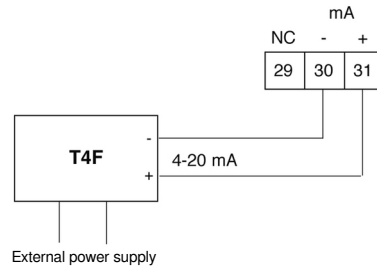 mA
NC - +
29 30 31
-
T4F
4-20 mA
+
External power supply